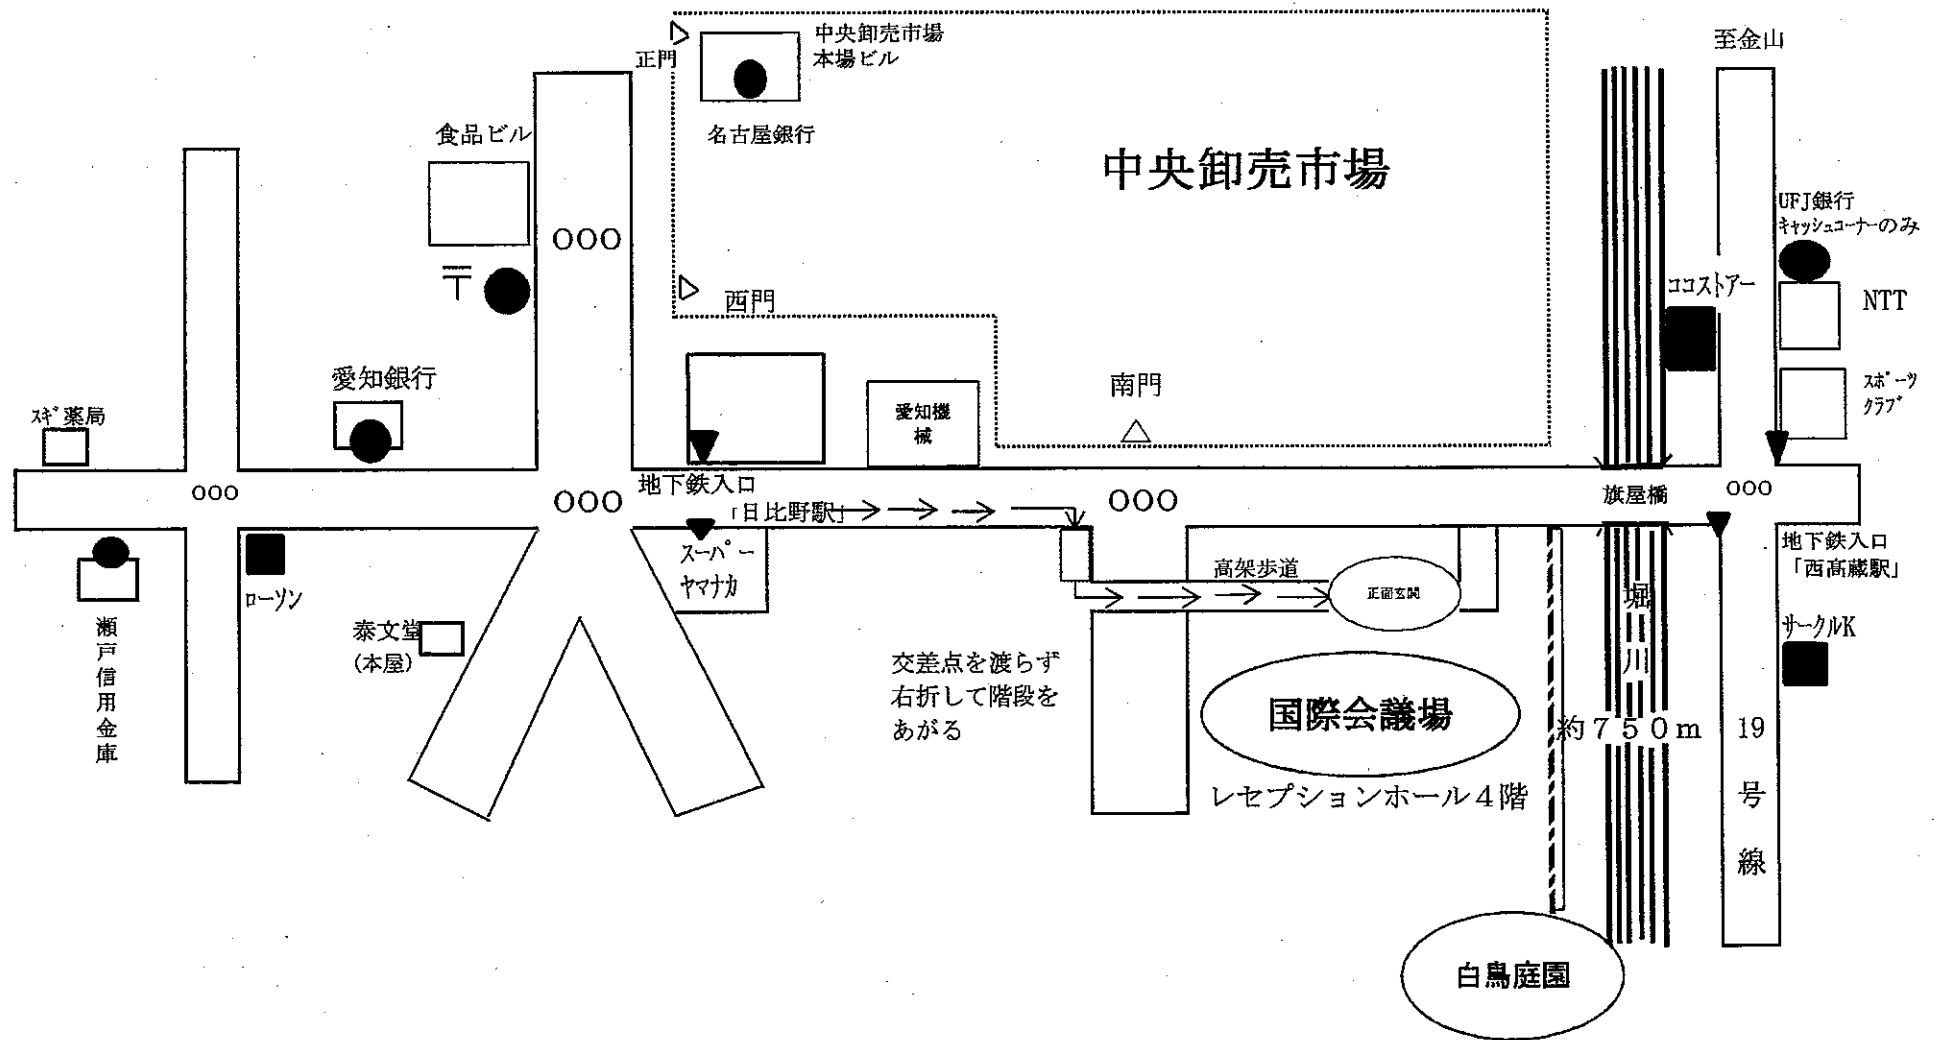 正門
中央卸売市場
本場ビル
名古屋銀行
食品ビル
中央卸売市場
至金山
UFJ銀行
ｷｬｯｼｭｺｰﾅｰのみ
NTT
ココストアー
スポーツ
クラブ
〒
西門
南門
愛知銀行
スギ薬局
愛知機
械
OOO
OOO
OOO
OOO
OOO
地下鉄入口
「日比野駅」
旗屋橋
地下鉄入口
「西高蔵駅」
スーパー
ヤマナカ
高架歩道
正面玄関
堀川
サークルK
ローソン
瀬戸信用金庫
泰文堂
(本屋)
交差点を渡らず
右折して階段を
あがる
国際会議場
レセプションホール４階
約７５０ｍ
19号線
白鳥庭園